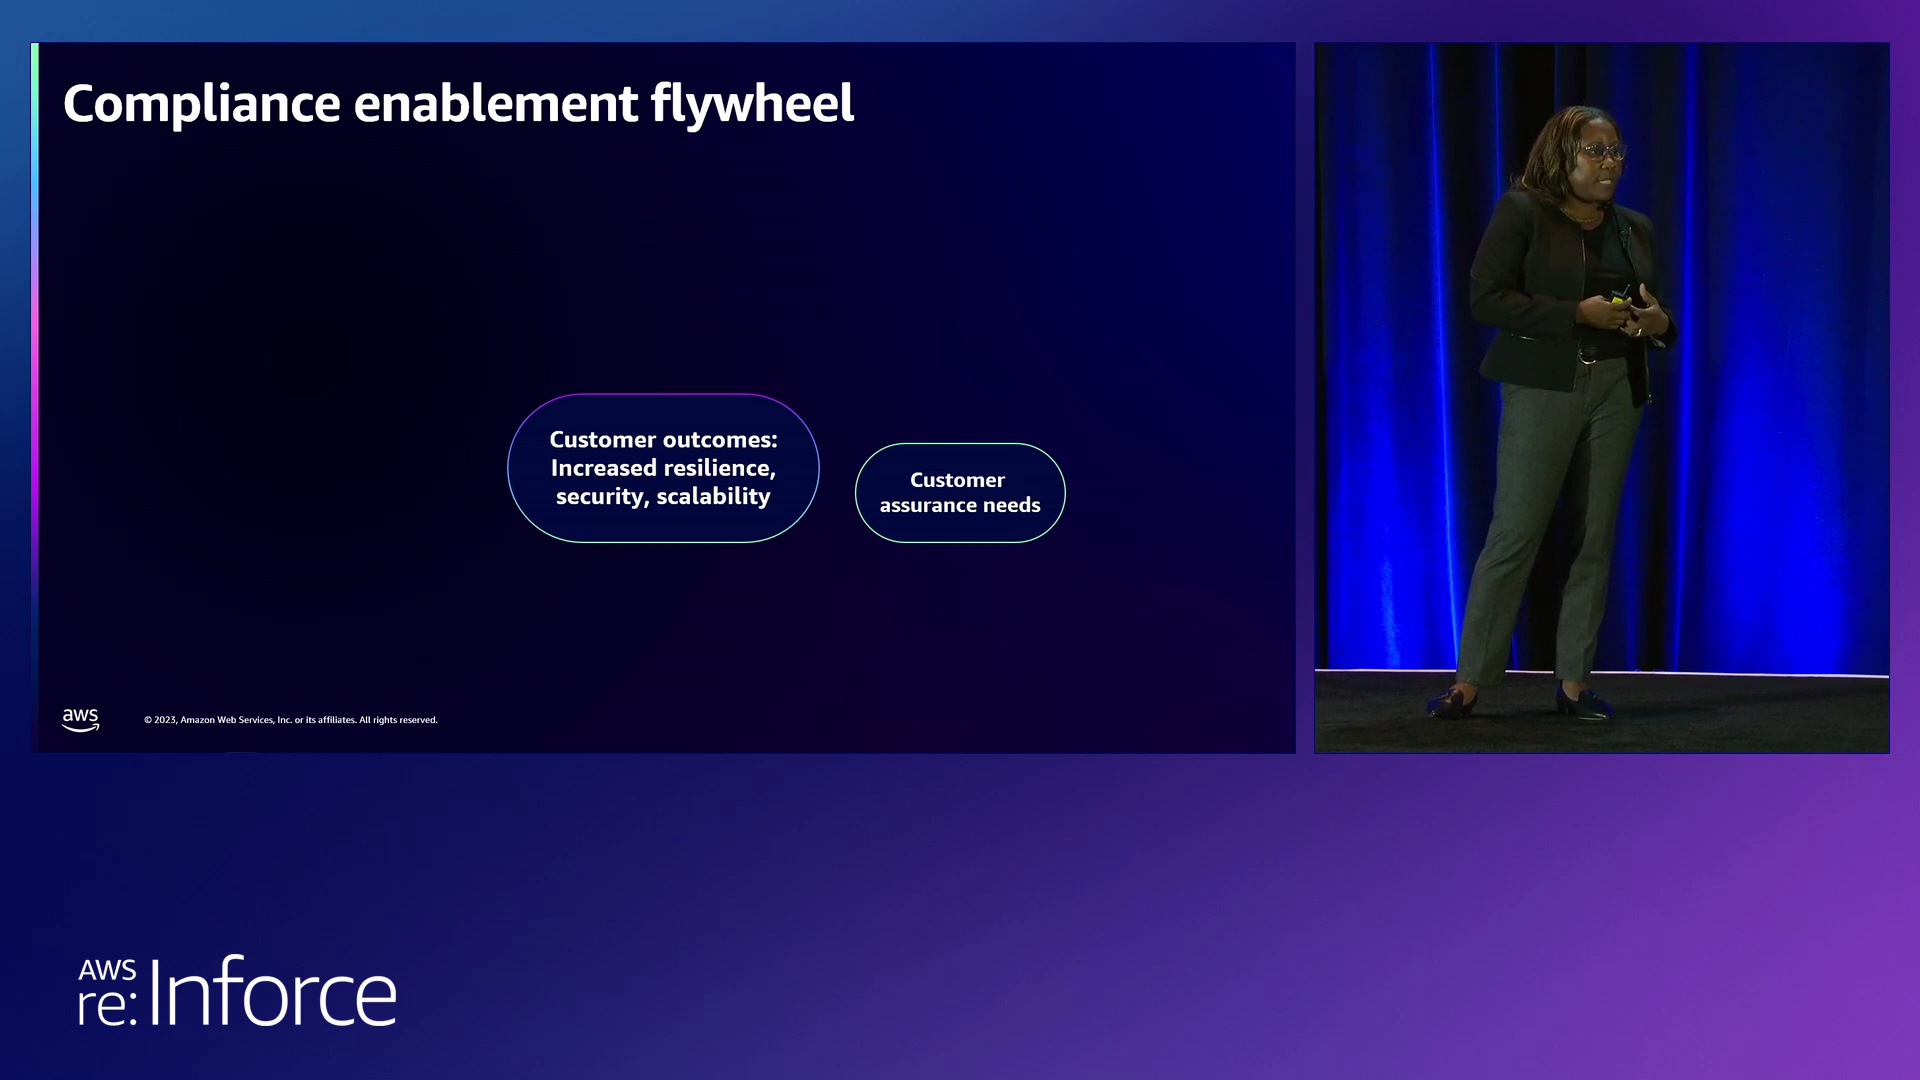 Compliance enablement flywheel
Customer outcomes:
Increased resilience,
security, scalability
Customer
assurance needs
aws
© 2023, Amazon Web Services, Inc. or its affiliates. All rights reserved.
AWS
re:Inforce